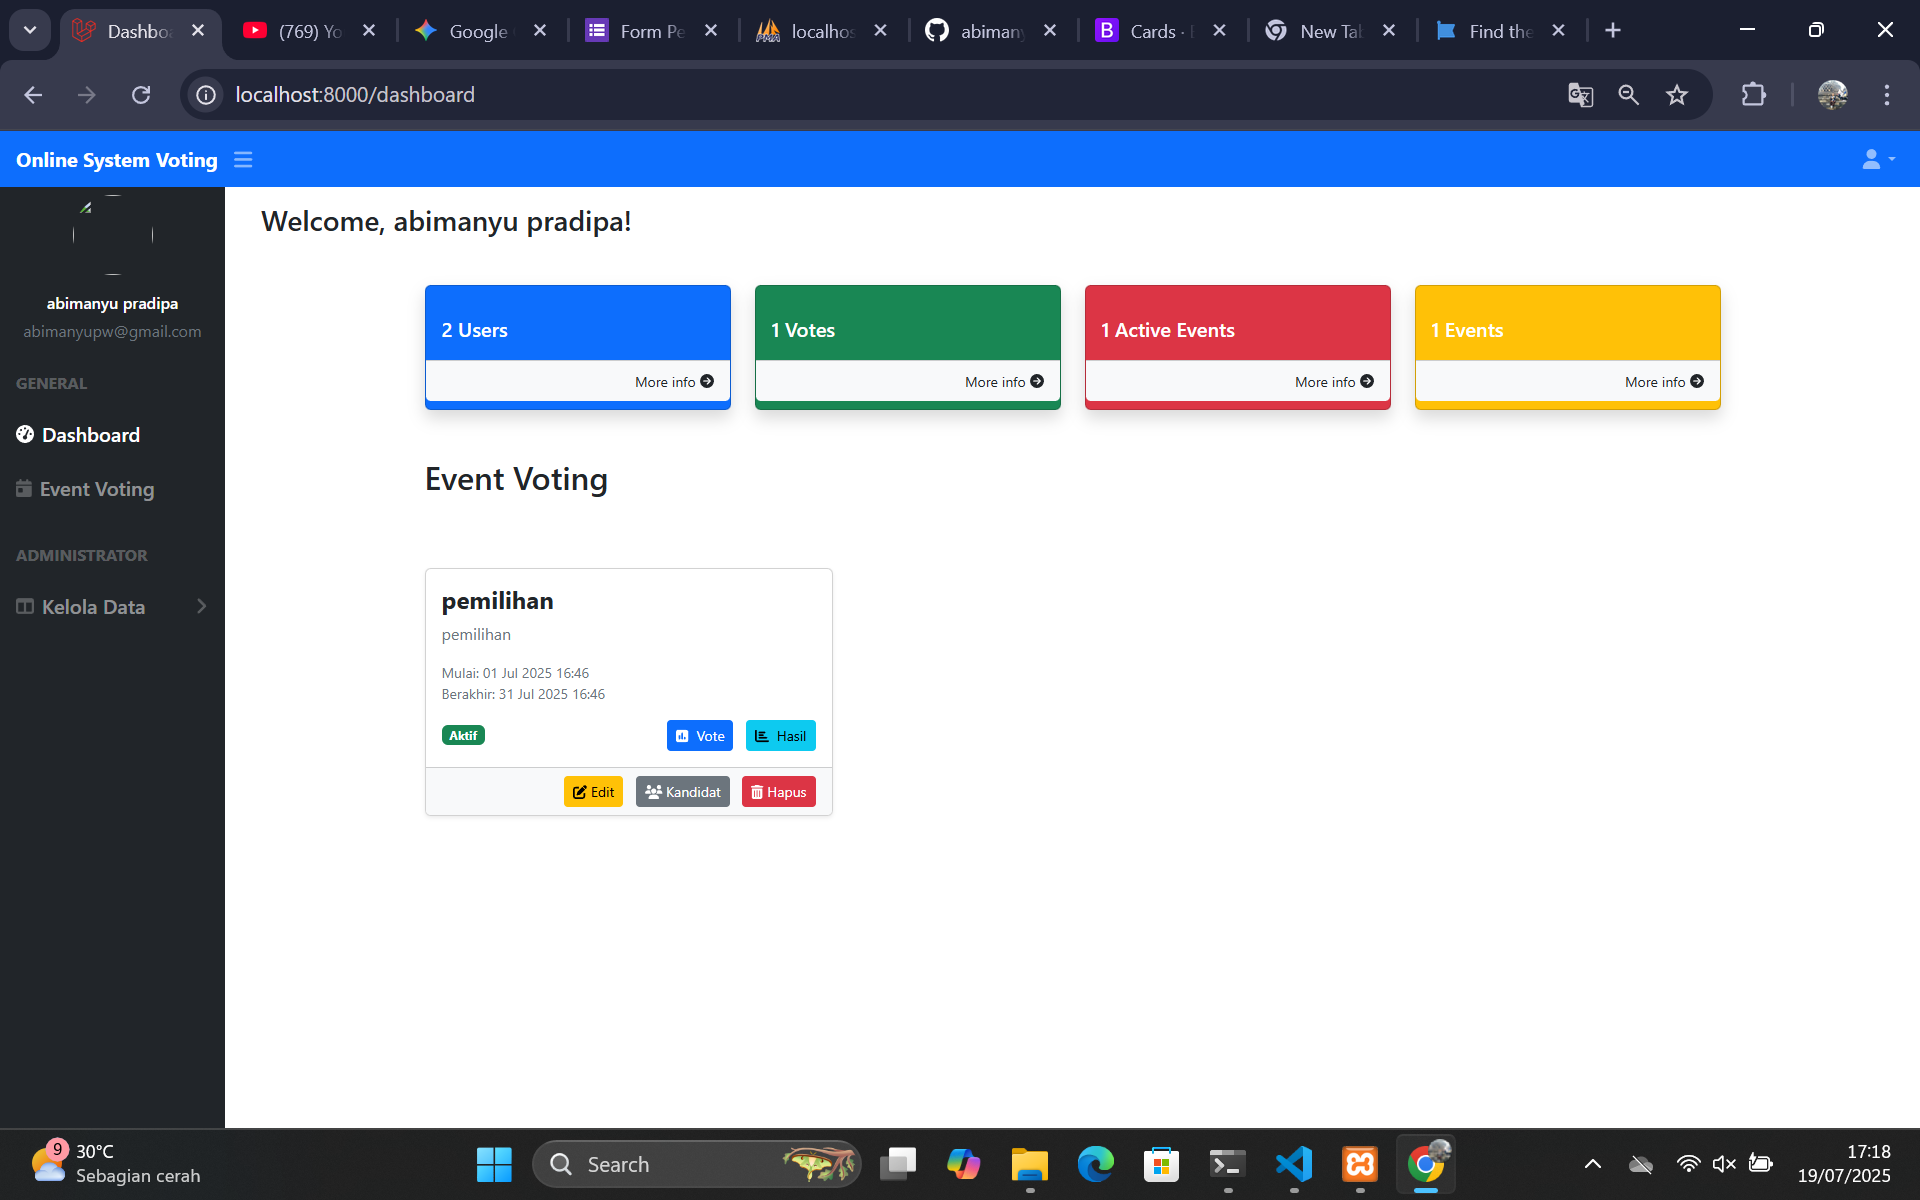 Dashbo
(769) Yo
Google
Form Pe
localhos
abiman
Cards ·
New Tab
Find the
localhost:8000/dashboard
Online System Voting
abimanyu pradipa
abimanyupw@gmail.com
GENERAL
Dashboard
Event Voting
ADMINISTRATOR
Kelola Data
Welcome, abimanyu pradipa!
2 Users
More info
1 Votes
More info
1 Active Events
More info
1 Events
More info
Event Voting
pemilihan
pemilihan
Mulai: 01 Jul 2025 16:46
Berakhir: 31 Jul 2025 16:46
Aktif
Vote
Hasil
Edit
Kandidat
Hapus
9
30°C
Sebagian cerah
Search
17:18
19/07/2025